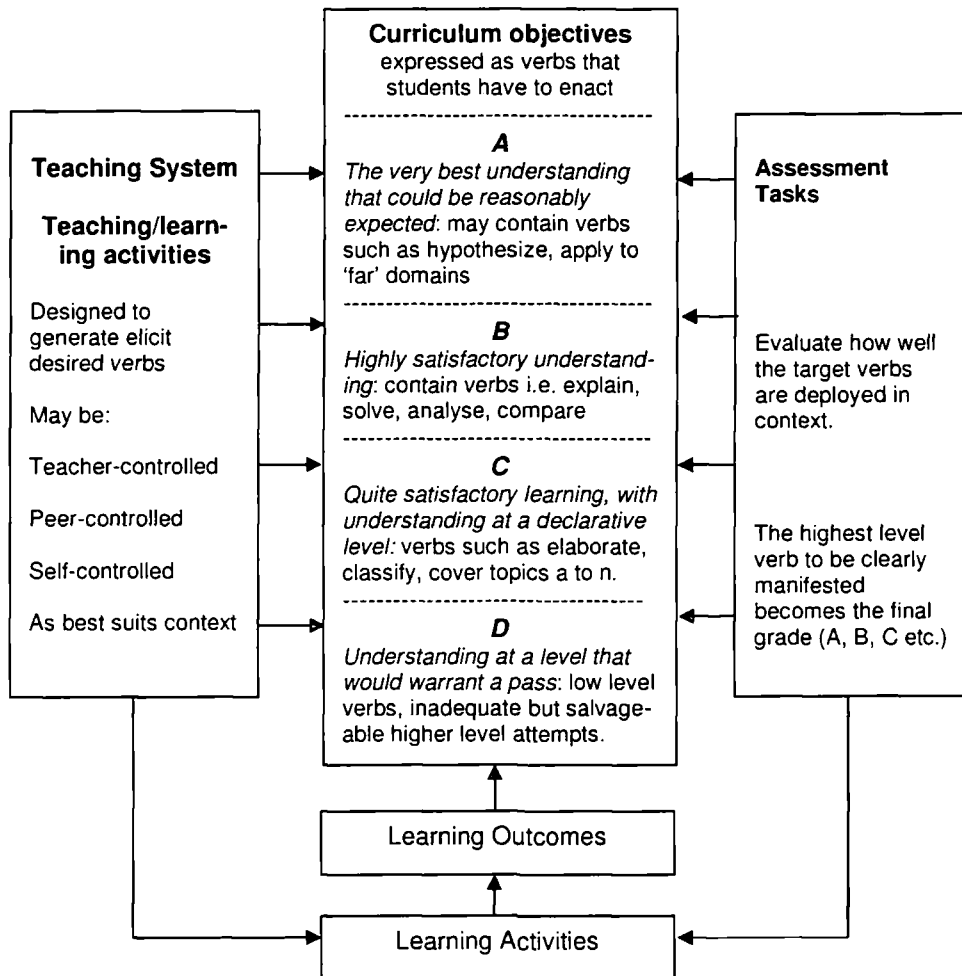 Curriculum objectives
expressed as verbs that
students have to enact
A
The very best understanding
that could be reasonably
expected: may contain verbs
such as hypothesize, apply to
'far' domains
B
Highly satisfactory understand-
ing: contain verbs i.e. explain,
solve, analyse, compare
C
Quite satisfactory learning, with
understanding at a declarative
level: verbs such as elaborate,
classify, cover topics a to n.
D
Understanding at a level that
would warrant a pass: low level
verbs, inadequate but salvage-
able higher level attempts.
Teaching System
Teaching/learn-
ing activities
Designed to
generate elicit
desired verbs
May be:
Teacher-controlled
Peer-controlled
Self-controlled
As best suits context
Assessment
Tasks
Evaluate how well
the target verbs
are deployed in
context.
The highest level
verb to be clearly
manifested
becomes the final
grade (A, B, C etc.)
Learning Outcomes
Learning Activities